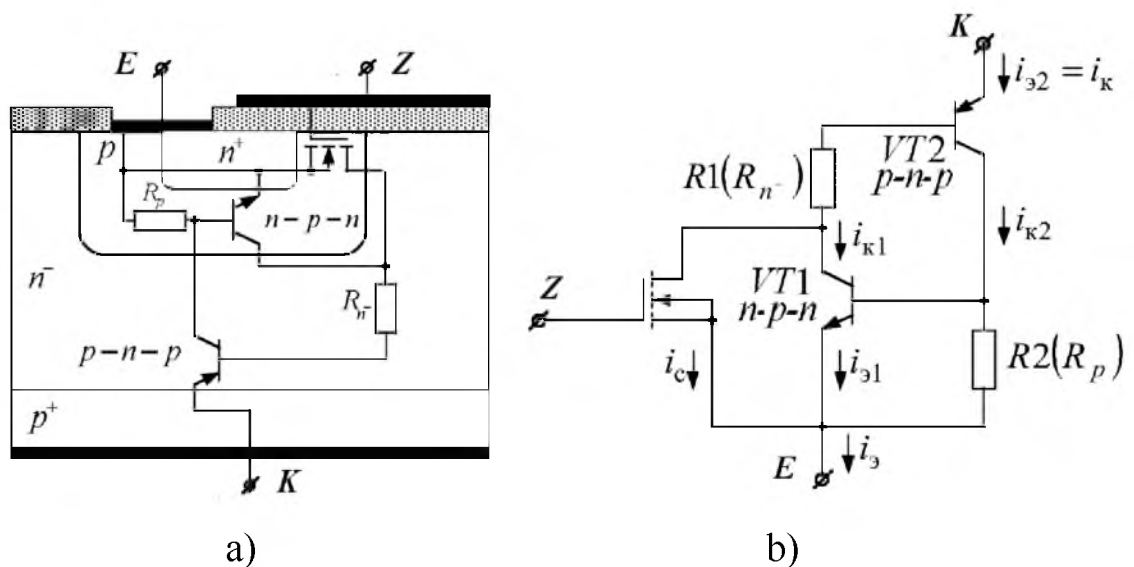 E
Z
p
n⁺
Rₚ
n – p – n
n⁻
Rₙ⁻
p – n – p
p⁺
K
a)
K
iэ2 = iк
VT2
p-n-p
R1(Rₙ⁻)
iк1
iк2
VT1
n-p-n
Z
R2(Rₚ)
iс
iэ1
E
iэ
b)